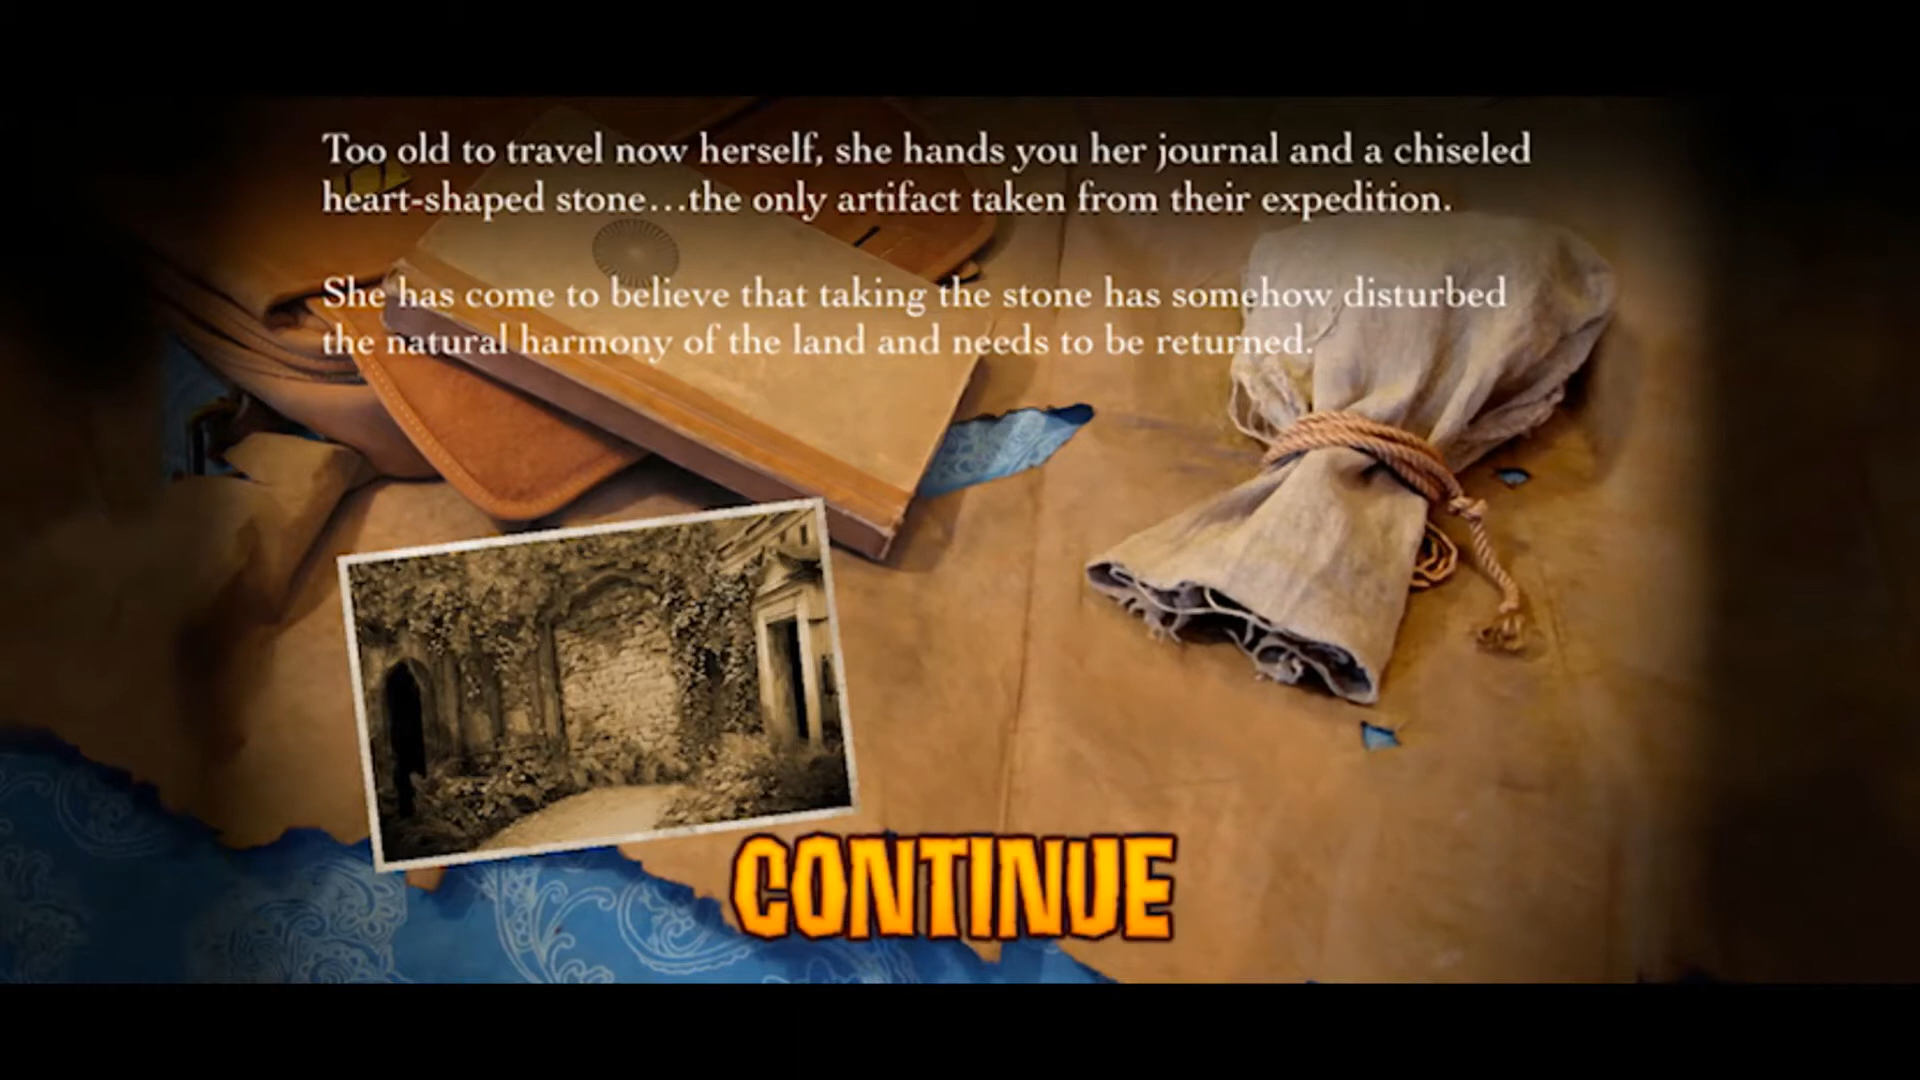 Too old to travel now herself, she hands you her journal and a chiseled
heart-shaped stone...the only artifact taken from their expedition.
She has come to believe that taking the stone has somehow disturbed
the natural harmony of the land and needs to be returned.
CONTINUE